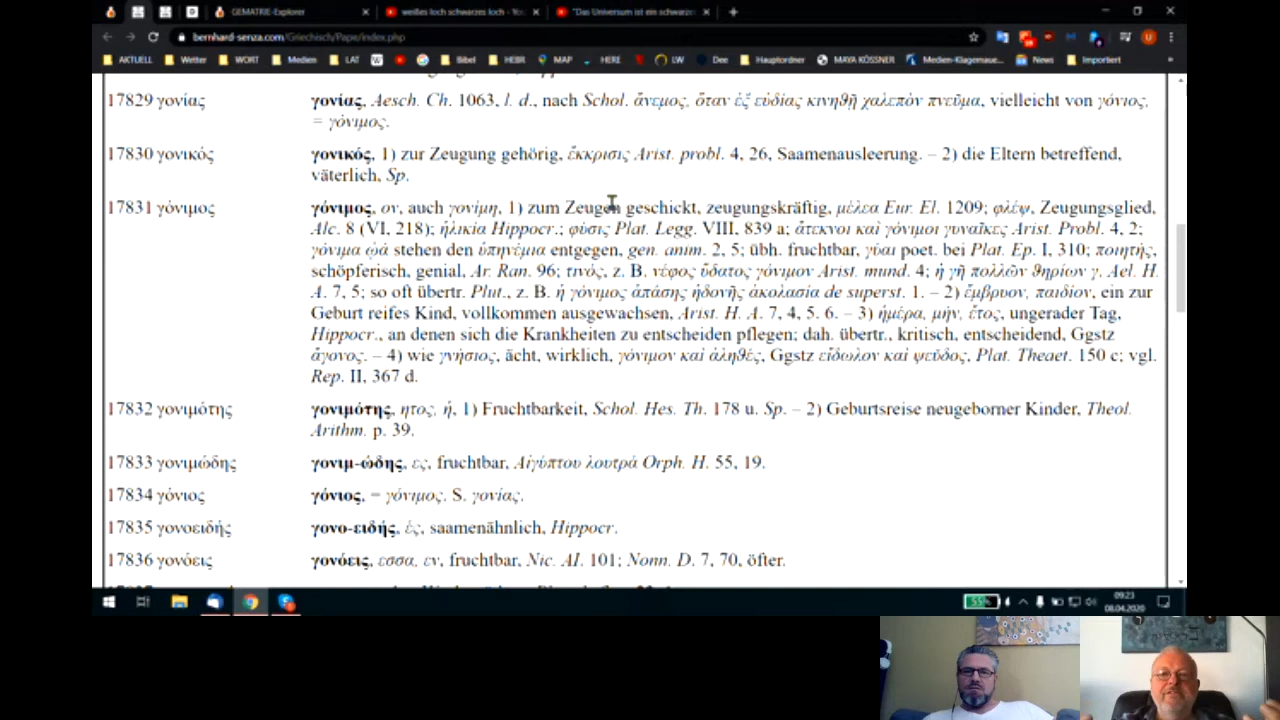 GEMATRIE-Explorer
weißes loch schwarzes loch - You
"Das Universum ist ein schwarze
bernhard-senza.com/Griechisch/Pape/index.php
AKTUELL Wetter WORT Medien LAT Bibel HEBR MAP HERE LW Dee Hauptordner MAYA KÖSSNER Medien-Klagemaue... News Importiert
17829 γονίας γονίας, Aesch. Ch. 1063, l. d., nach Schol. ἄνεμος, ὅταν ἐξ εὐδίας κινηθῇ χαλεπὸν πνεῦμα, vielleicht von γόνιος,
= γόνιμος.
17830 γονικός γονικός, 1) zur Zeugung gehörig, ἔκκρισις Arist. probl. 4, 26, Saamenausleerung. – 2) die Eltern betreffend,
väterlich, Sp.
17831 γόνιμος γόνιμος, ον, auch γονίμη, 1) zum Zeugen geschickt, zeugungskräftig, μέλεα Eur. El. 1209; φλέψ, Zeugungsglied,
Alc. 8 (VI, 218); ἡλικία Hippocr.; φύσις Plat. Legg. VIII, 839 a; ἄτεκνοι καὶ γόνιμοι γυναῖκες Arist. Probl. 4, 2;
γόνιμα ᾠά stehen den ὑπηνέμια entgegen, gen. anim. 2, 5; übh. fruchtbar, γύαι poet. bei Plat. Ep. I, 310; ποιητής,
schöpferisch, genial, Ar. Ran. 96; τινός, z. B. νέφος ὕδατος γόνιμον Arist. mund. 4; ἡ γῆ πολλῶν θηρίων γ. Ael. H.
A. 7, 5; so oft übertr. Plut., z. B. ἡ γόνιμος ἁπάσης ἡδονῆς ἀκολασία de superst. 1. – 2) ἔμβρυον, παιδίον, ein zur
Geburt reifes Kind, vollkommen ausgewachsen, Arist. H. A. 7, 4, 5. 6. – 3) ἡμέρα, μήν, ἔτος, ungerader Tag,
Hippocr., an denen sich die Krankheiten zu entscheiden pflegen; dah. übertr., kritisch, entscheidend, Ggstz
ἄγονος. – 4) wie γνήσιος, ächt, wirklich, γόνιμον καὶ ἀληθές, Ggstz εἴδωλον καὶ ψεῦδος, Plat. Theaet. 150 c; vgl.
Rep. II, 367 d.
17832 γονιμότης γονιμότης, ητος, ἡ, 1) Fruchtbarkeit, Schol. Hes. Th. 178 u. Sp. – 2) Geburtsreise neugeborner Kinder, Theol.
Arithm. p. 39.
17833 γονιμώδης γονιμ-ώδης, ες, fruchtbar, Αἰγύπτου λουτρά Orph. H. 55, 19.
17834 γόνιος γόνιος, = γόνιμος. S. γονίας.
17835 γονοειδής γονο-ειδής, ές, saamenähnlich, Hippocr.
17836 γονόεις γονόεις, εσσα, εν, fruchtbar, Nic. Al. 101; Nonn. D. 7, 70, öfter.
55%
09:23
08.04.2020